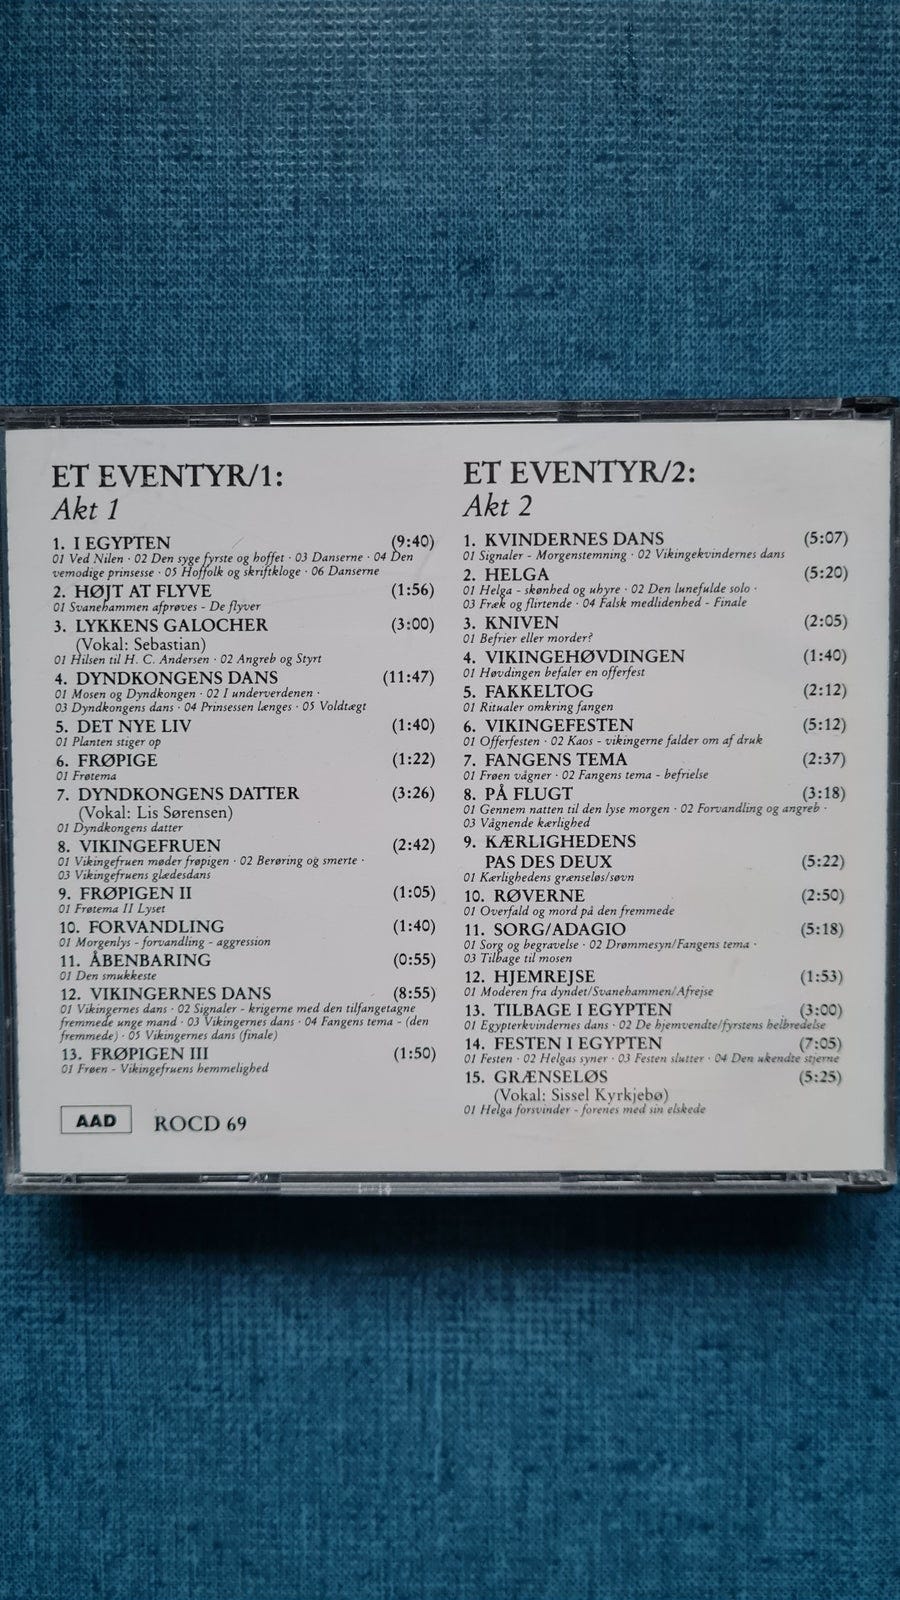 ET EVENTYR/1:
Akt 1
1. I EGYPTEN (9:40)
01 Ved Nilen · 02 Den syge fyrste og hoffet · 03 Danserne · 04 Den
vemodige prinsesse · 05 Hoffolk og skriftkloge · 06 Danserne
2. HØJT AT FLYVE (1:56)
01 Svanehammen afprøves - De flyver
3. LYKKENS GALOCHER (3:00)
(Vokal: Sebastian)
01 Hilsen til H. C. Andersen · 02 Angreb og Styrt
4. DYNDKONGENS DANS (11:47)
01 Mosen og Dyndkongen · 02 I underverdenen ·
03 Dyndkongens dans · 04 Prinsessen længes · 05 Voldtægt
5. DET NYE LIV (1:40)
01 Planten stiger op
6. FRØPIGE (1:22)
01 Frøtema
7. DYNDKONGENS DATTER (3:26)
(Vokal: Lis Sørensen)
01 Dyndkongens datter
8. VIKINGEFRUEN (2:42)
01 Vikingefruen møder frøpigen · 02 Berøring og smerte ·
03 Vikingefruens glædesdans
9. FRØPIGEN II (1:05)
01 Frøtema II Lyset
10. FORVANDLING (1:40)
01 Morgenlys - forvandling - aggression
11. ÅBENBARING (0:55)
01 Den smukkeste
12. VIKINGERNES DANS (8:55)
01 Vikingernes dans · 02 Signaler - krigerne med den tilfangetagne
fremmede unge mand · 03 Vikingernes dans · 04 Fangens tema - (den
fremmede) · 05 Vikingernes dans (finale)
13. FRØPIGEN III (1:50)
01 Frøen - Vikingefruens hemmelighed
AAD ROCD 69
ET EVENTYR/2:
Akt 2
1. KVINDERNES DANS (5:07)
01 Signaler - Morgenstemning · 02 Vikingekvindernes dans
2. HELGA (5:20)
01 Helga - skønhed og uhyre · 02 Den lunefulde solo ·
03 Fræk og flirtende · 04 Falsk medlidenhed - Finale
3. KNIVEN (2:05)
01 Befrier eller morder?
4. VIKINGEHØVDINGEN (1:40)
01 Høvdingen befaler en offerfest
5. FAKKELTOG (2:12)
01 Ritualer omkring fangen
6. VIKINGEFESTEN (5:12)
01 Offerfesten · 02 Kaos - vikingerne falder om af druk
7. FANGENS TEMA (2:37)
01 Frøen vågner · 02 Fangens tema - befrielse
8. PÅ FLUGT (3:18)
01 Gennem natten til den lyse morgen · 02 Forvandling og angreb ·
03 Vågnende kærlighed
9. KÆRLIGHEDENS
PAS DES DEUX (5:22)
01 Kærlighedens grænseløs/søvn
10. RØVERNE (2:50)
01 Overfald og mord på den fremmede
11. SORG/ADAGIO (5:18)
01 Sorg og begravelse · 02 Drømmesyn/Fangens tema ·
03 Tilbage til mosen
12. HJEMREJSE (1:53)
01 Moderen fra dyndet/Svanehammen/Afrejse
13. TILBAGE I EGYPTEN (3:00)
01 Egypterkvindernes dans · 02 De hjemvendte/fyrstens helbredelse
14. FESTEN I EGYPTEN (7:05)
01 Festen · 02 Helgas syner · 03 Festen slutter · 04 Den ukendte stjerne
15. GRÆNSELØS (5:25)
(Vokal: Sissel Kyrkjebø)
01 Helga forsvinder - forenes med sin elskede